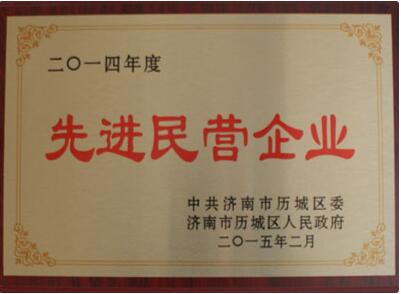 二〇一四年度
先进民营企业
中共济南市历城区委
济南市历城区人民政府
二〇一五年二月